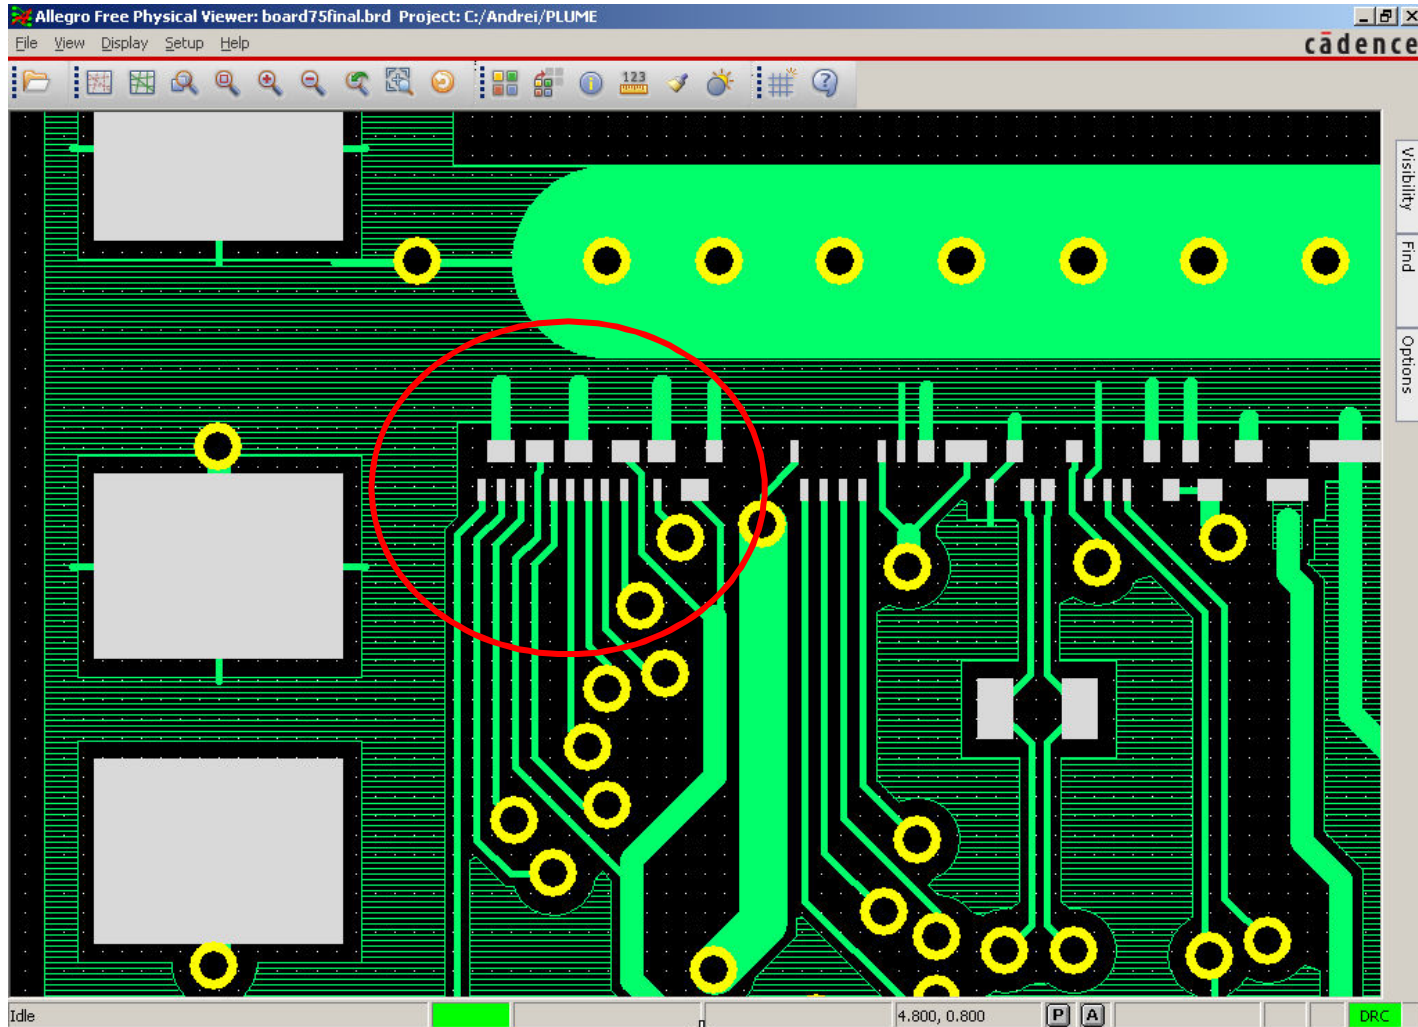 Allegro Free Physical Viewer: board75final.brd Project: C:/Andrei/PLUME
File View Display Setup Help
cādence
123
Visibility
Find
Options
Idle
4.800, 0.800
P
A
DRC